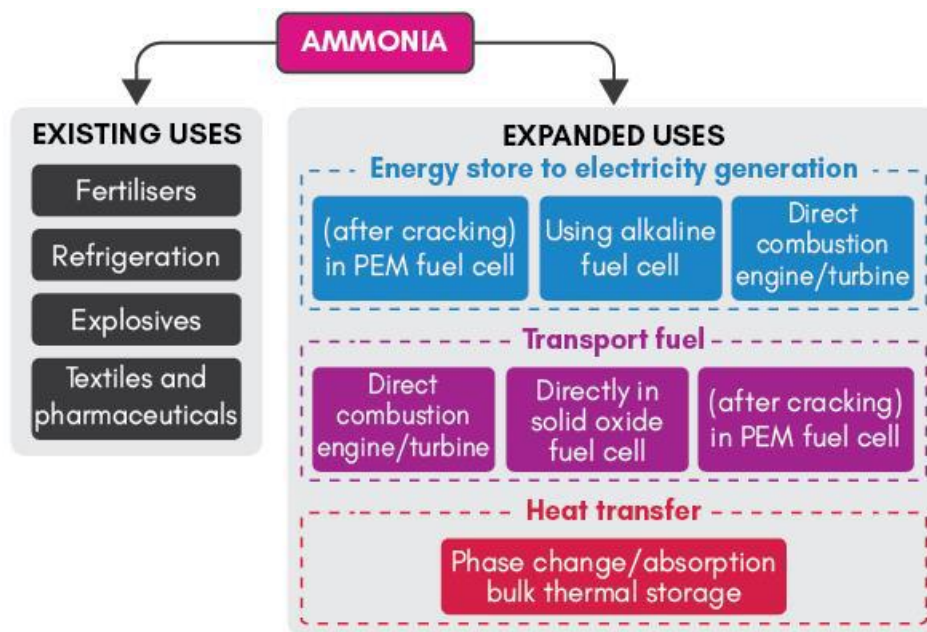 AMMONIA
EXISTING USES
Fertilisers
Refrigeration
Explosives
Textiles and
pharmaceuticals
EXPANDED USES
Energy store to electricity generation
(after cracking)
in PEM fuel cell
Using alkaline
fuel cell
Direct
combustion
engine/turbine
Transport fuel
Direct
combustion
engine/turbine
Directly in
solid oxide
fuel cell
(after cracking)
in PEM fuel cell
Heat transfer
Phase change/absorption
bulk thermal storage